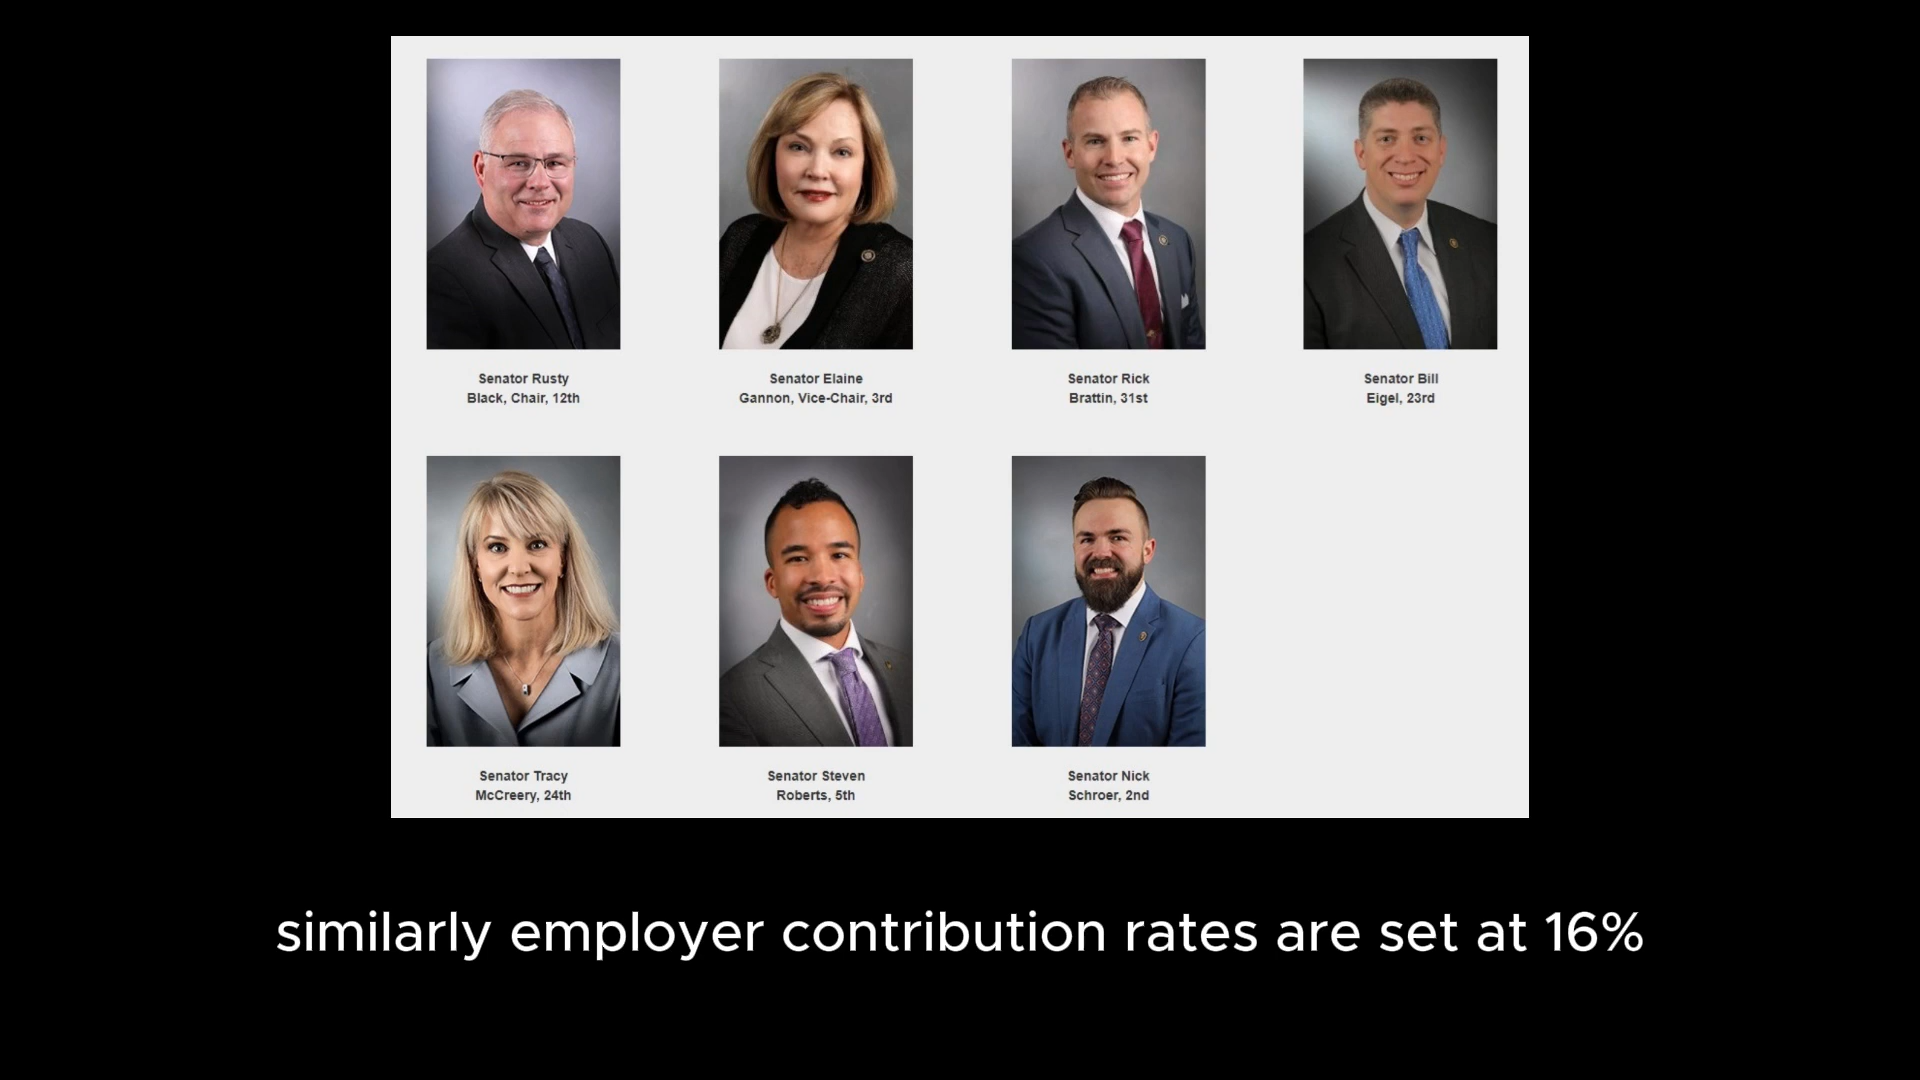 Senator Rusty
Black, Chair, 12th
Senator Elaine
Gannon, Vice-Chair, 3rd
Senator Rick
Brattin, 31st
Senator Bill
Eigel, 23rd
Senator Tracy
McCreery, 24th
Senator Steven
Roberts, 5th
Senator Nick
Schroer, 2nd
similarly employer contribution rates are set at 16%